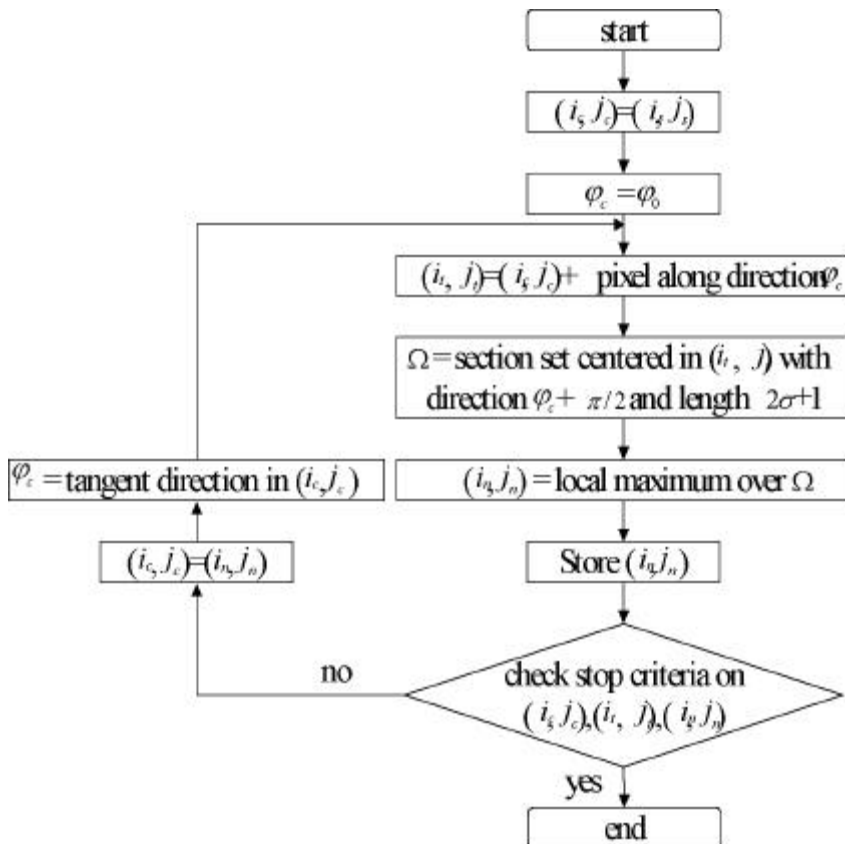 start
(i_c, j_c)=(i_s, j_s)
φ_c=φ_0
(i_t, j_t)=(i_c, j_c)+ pixel along direction φ_c
Ω=section set centered in (i_t, j) with
direction φ_c+ π/2 and length 2σ+1
φ_c=tangent direction in (i_c, j_c)
(i_n, j_n)=local maximum over Ω
(i_c, j_c)=(i_n, j_n)
Store (i_n, j_n)
no
check stop criteria on
(i_c, j_c),(i_t, j_t),(i_n, j_n)
yes
end